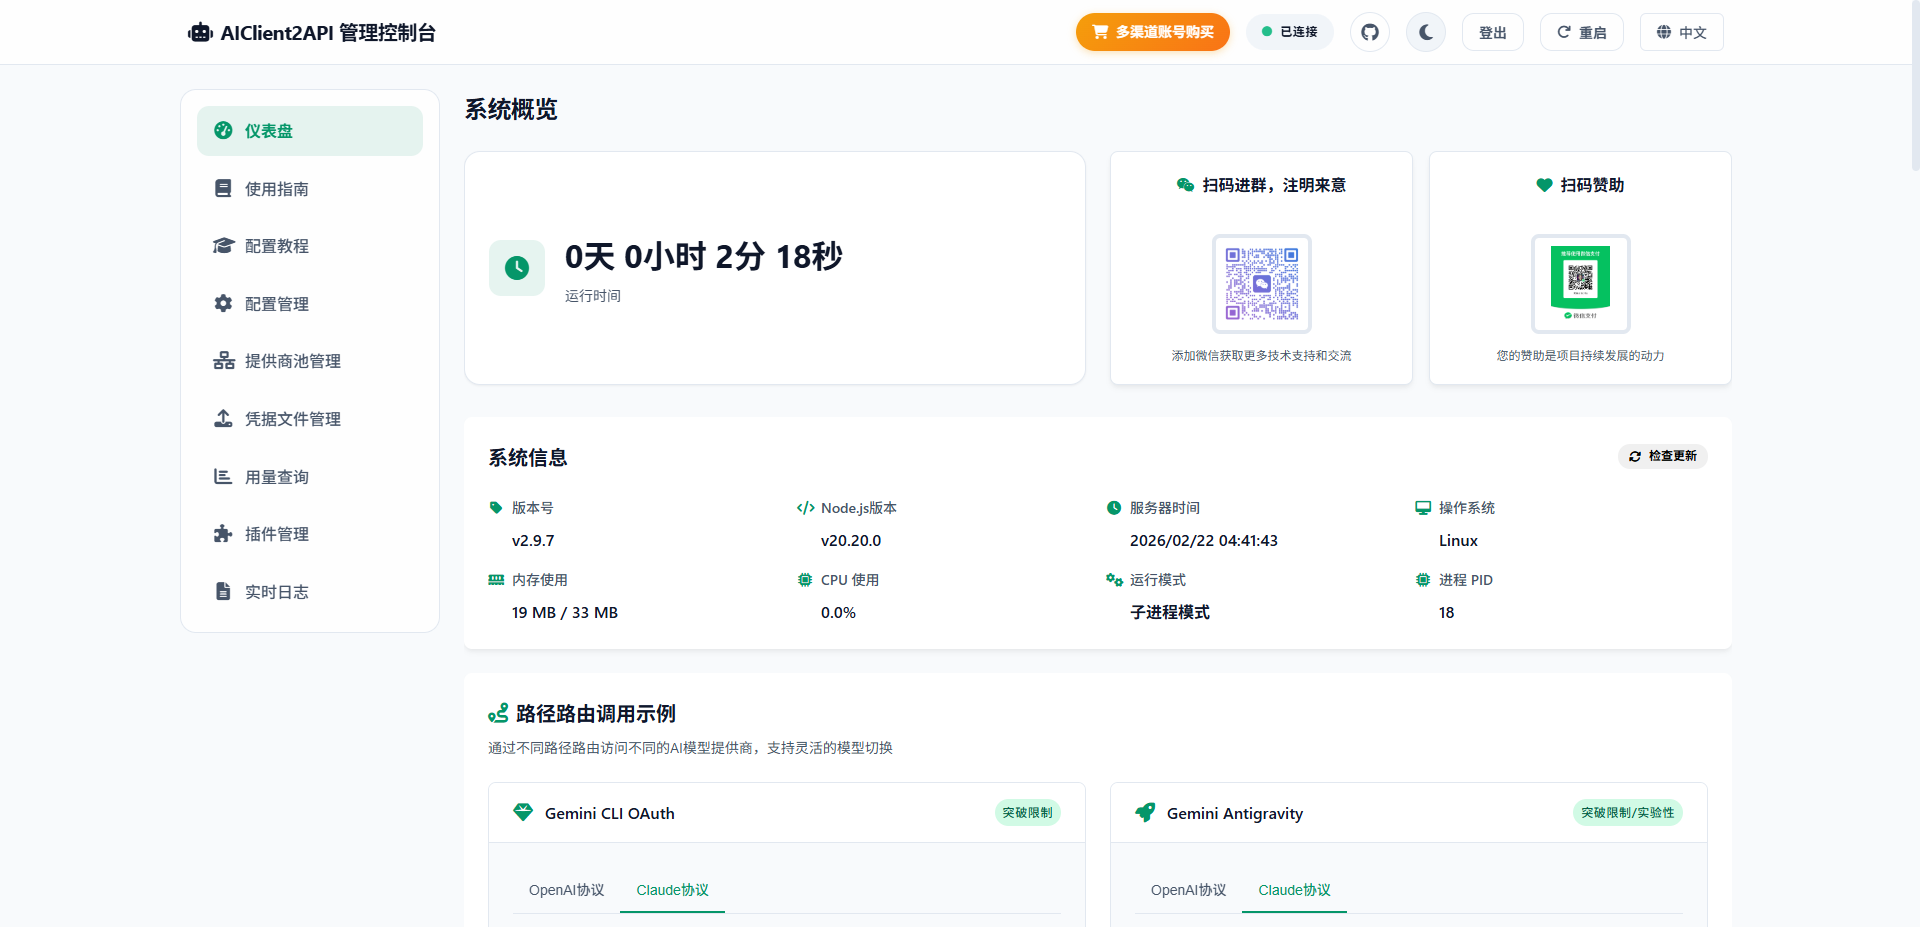 AIClient2API 管理控制台
多渠道账号购买
已连接
登出
重启
中文
仪表盘
使用指南
配置教程
配置管理
提供商池管理
凭据文件管理
用量查询
插件管理
实时日志
系统概览
0天 0小时 2分 18秒
运行时间
扫码进群，注明来意
添加微信获取更多技术支持和交流
扫码赞助
推荐使用微信支付
微信支付
您的赞助是项目持续发展的动力
系统信息
检查更新
版本号
v2.9.7
Node.js版本
v20.20.0
服务器时间
2026/02/22 04:41:43
操作系统
Linux
内存使用
19 MB / 33 MB
CPU 使用
0.0%
运行模式
子进程模式
进程 PID
18
路径路由调用示例
通过不同路径路由访问不同的AI模型提供商，支持灵活的模型切换
Gemini CLI OAuth
突破限制
OpenAI协议
Claude协议
Gemini Antigravity
突破限制/实验性
OpenAI协议
Claude协议